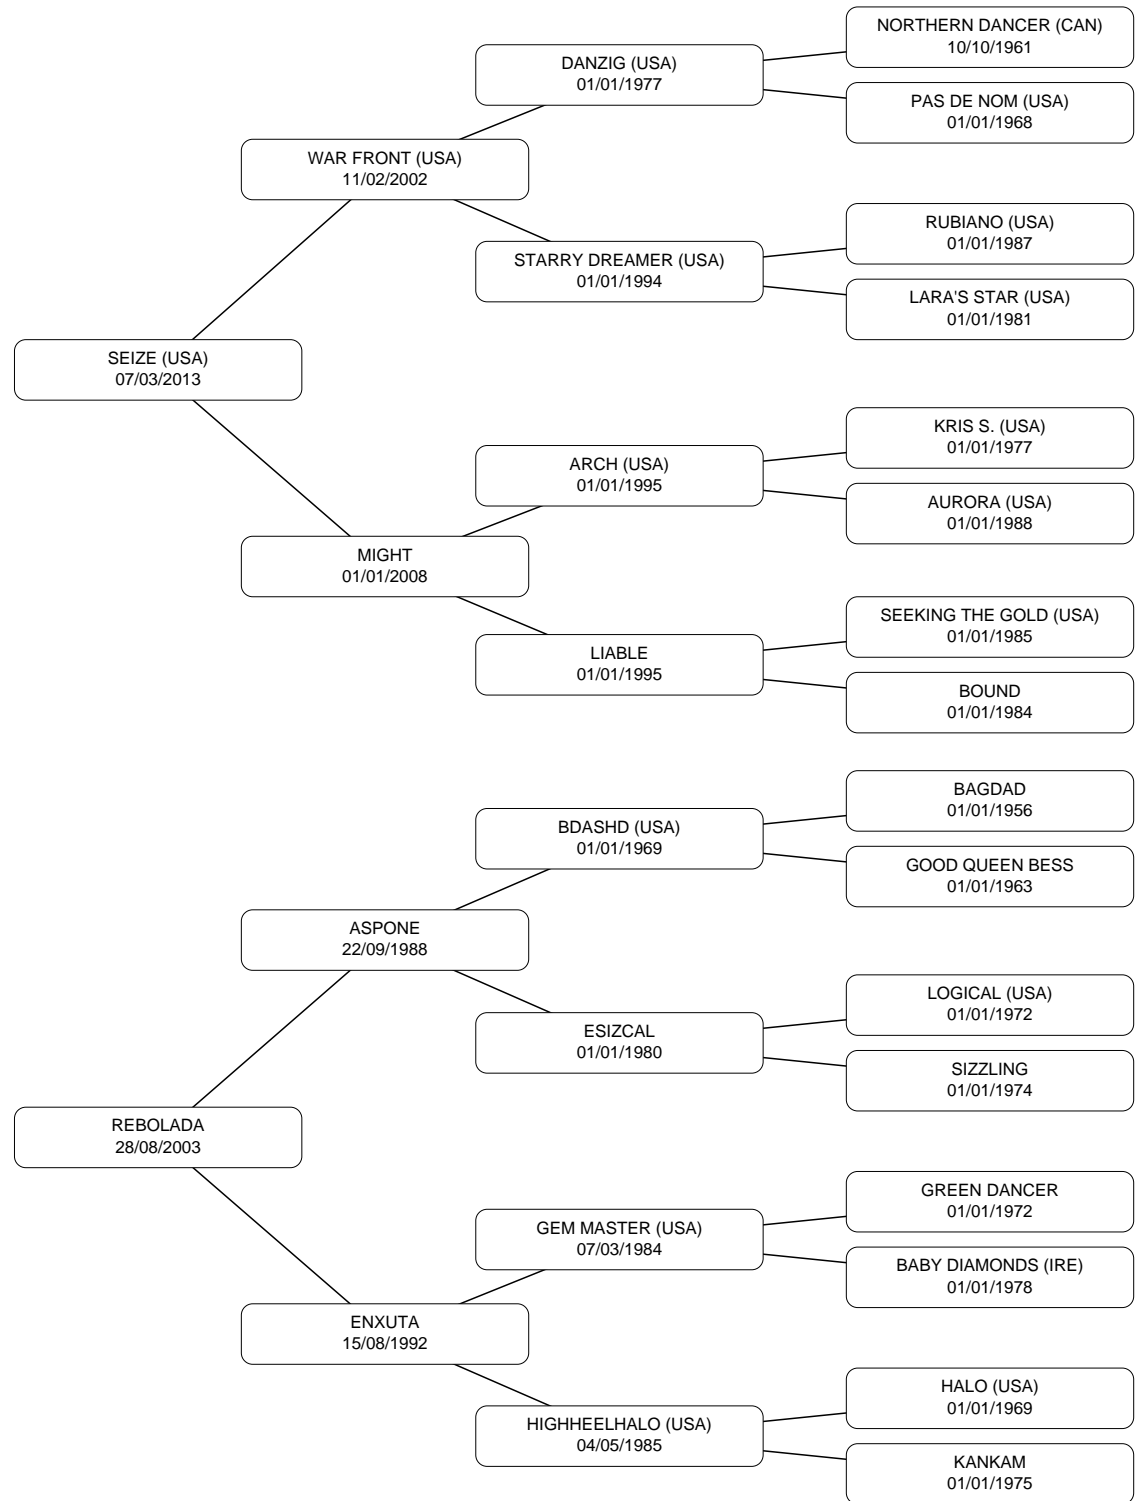 NORTHERN DANCER (CAN)
10/10/1961
DANZIG (USA)
01/01/1977
PAS DE NOM (USA)
01/01/1968
WAR FRONT (USA)
11/02/2002
RUBIANO (USA)
01/01/1987
STARRY DREAMER (USA)
01/01/1994
LARA'S STAR (USA)
01/01/1981
SEIZE (USA)
07/03/2013
KRIS S. (USA)
01/01/1977
ARCH (USA)
01/01/1995
AURORA (USA)
01/01/1988
MIGHT
01/01/2008
SEEKING THE GOLD (USA)
01/01/1985
LIABLE
01/01/1995
BOUND
01/01/1984
BAGDAD
01/01/1956
BDASHD (USA)
01/01/1969
GOOD QUEEN BESS
01/01/1963
ASPONE
22/09/1988
LOGICAL (USA)
01/01/1972
ESIZCAL
01/01/1980
SIZZLING
01/01/1974
REBOLADA
28/08/2003
GREEN DANCER
01/01/1972
GEM MASTER (USA)
07/03/1984
BABY DIAMONDS (IRE)
01/01/1978
ENXUTA
15/08/1992
HALO (USA)
01/01/1969
HIGHHEELHALO (USA)
04/05/1985
KANKAM
01/01/1975